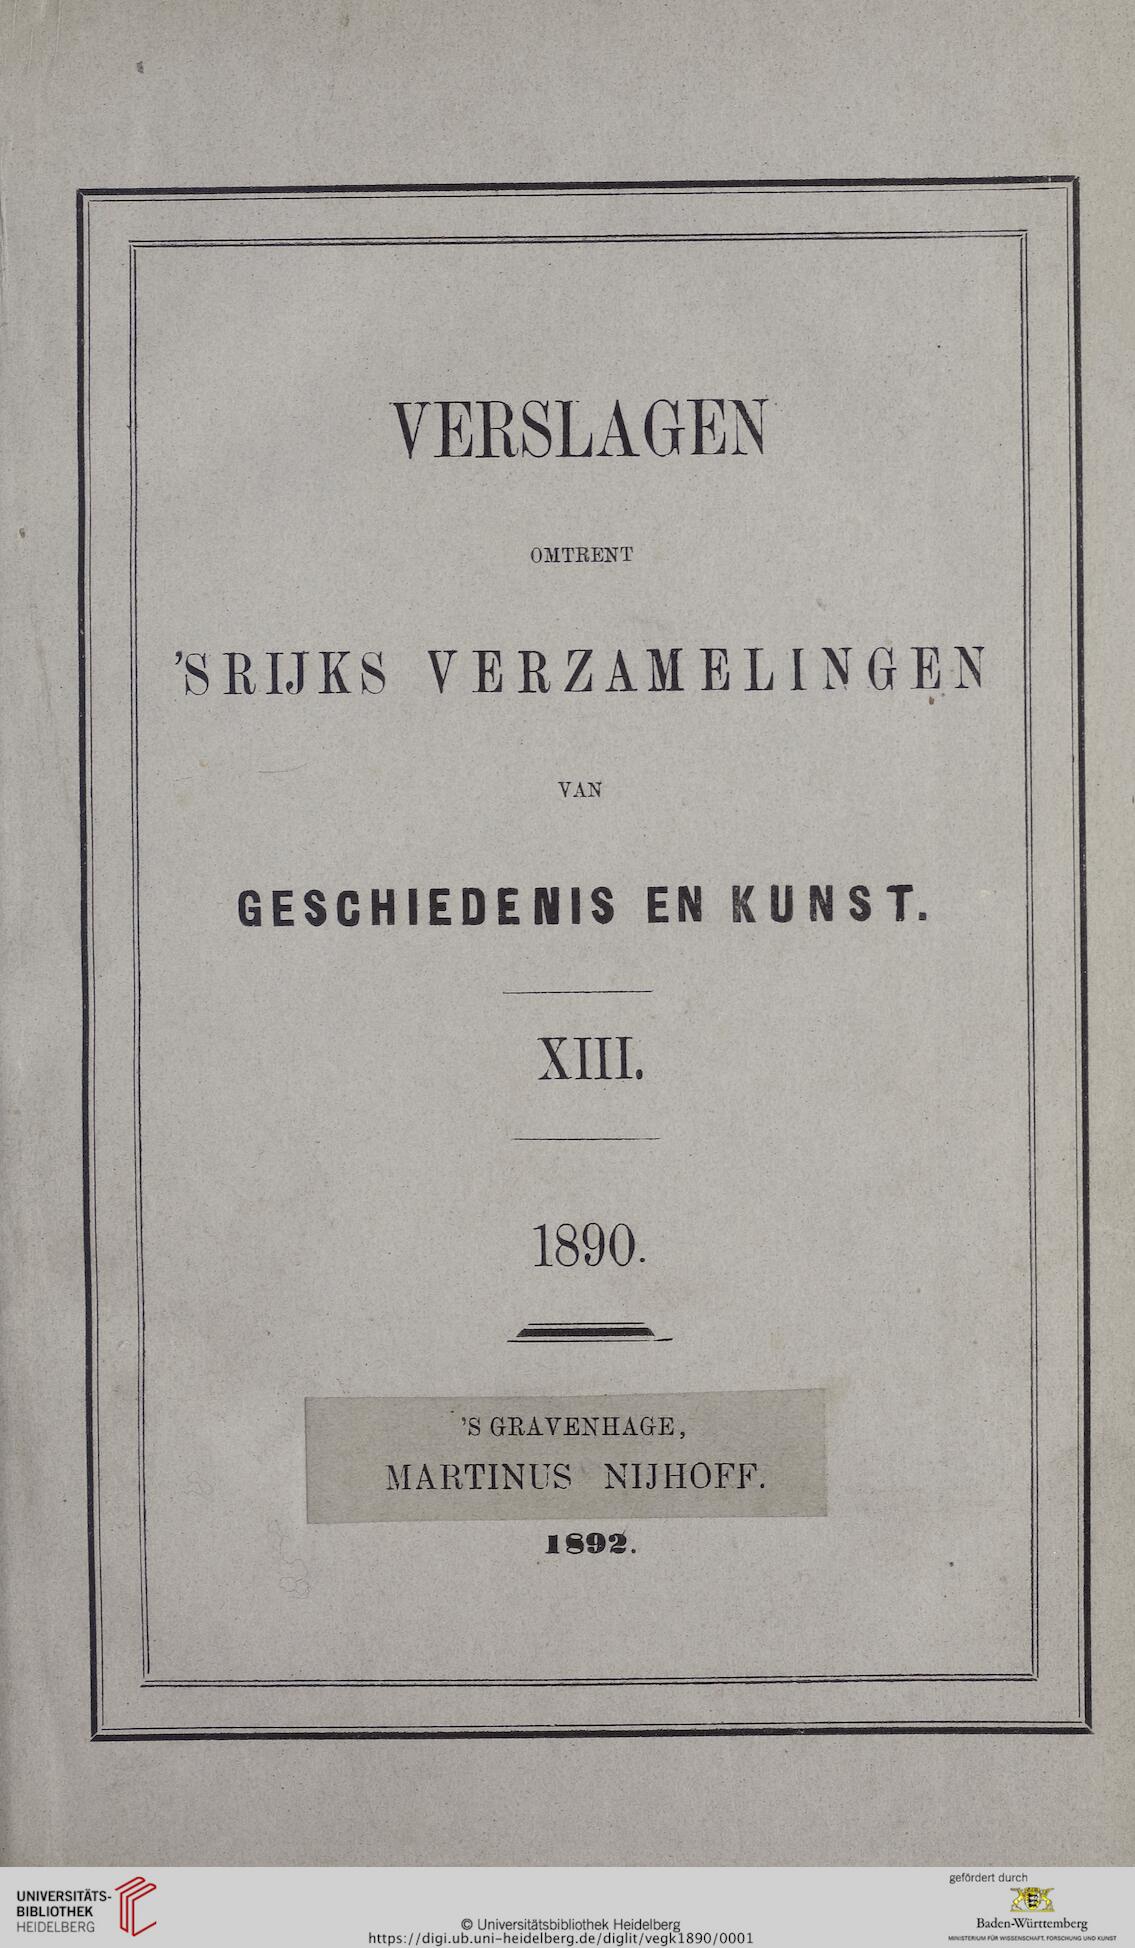 VERSLAGEN
OMTRENT
'SRIJKS VERZAMELINGEN
VAN
GESCHIEDENIS EN KUNST.
XIII.
1890.
'S GRAVENHAGE,
MARTINUS NIJHOFF.
1892.
UNIVERSITÄTS-
BIBLIOTHEK
HEIDELBERG
© Universitätsbibliothek Heidelberg
https://digi.ub.uni-heidelberg.de/diglit/vegk1890/0001
gefördert durch
Baden-Württemberg
MINISTERIUM FÜR WISSENSCHAFT, FORSCHUNG UND KUNST